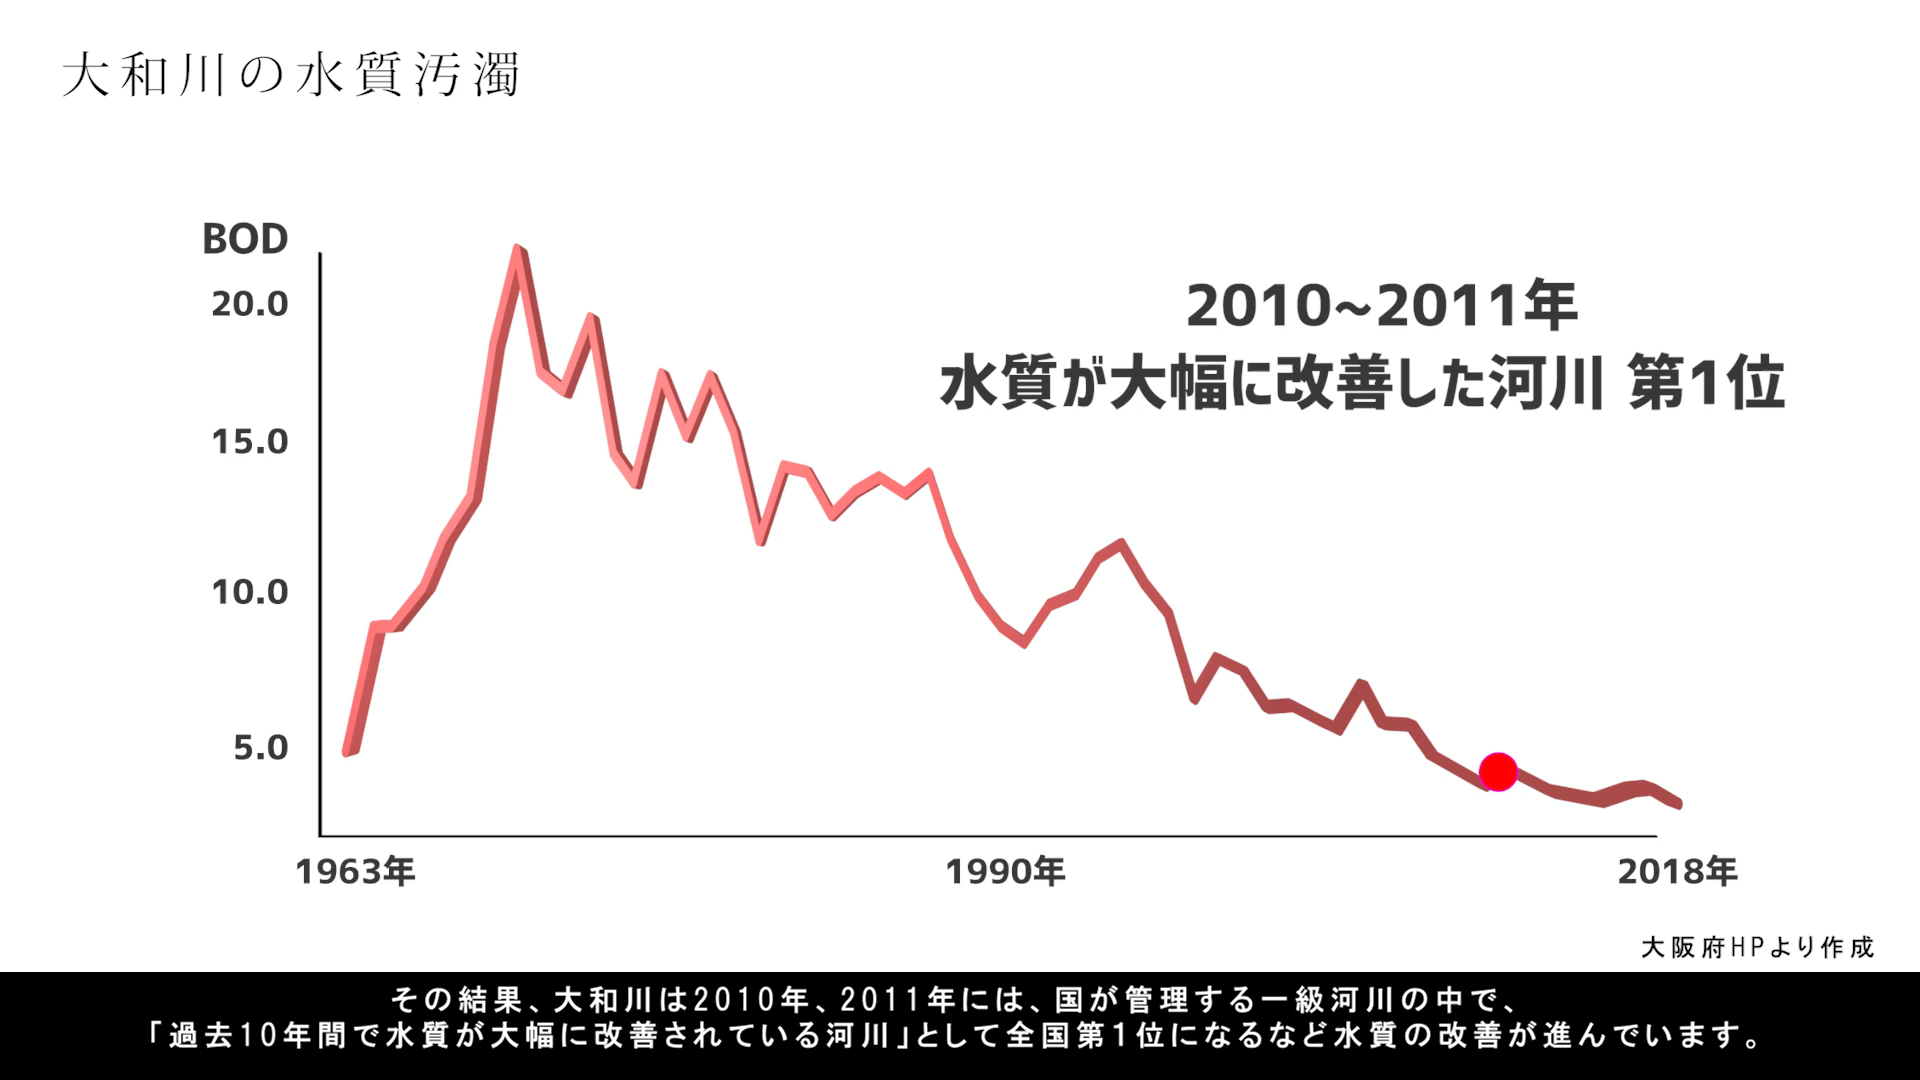 大和川の水質汚濁
BOD
20.0
15.0
10.0
5.0
2010~2011年
水質が大幅に改善した河川 第1位
1963年
1990年
2018年
大阪府HPより作成
その結果、大和川は2010年、2011年には、国が管理する一級河川の中で、
「過去10年間で水質が大幅に改善されている河川」として全国第1位になるなど水質の改善が進んでいます。